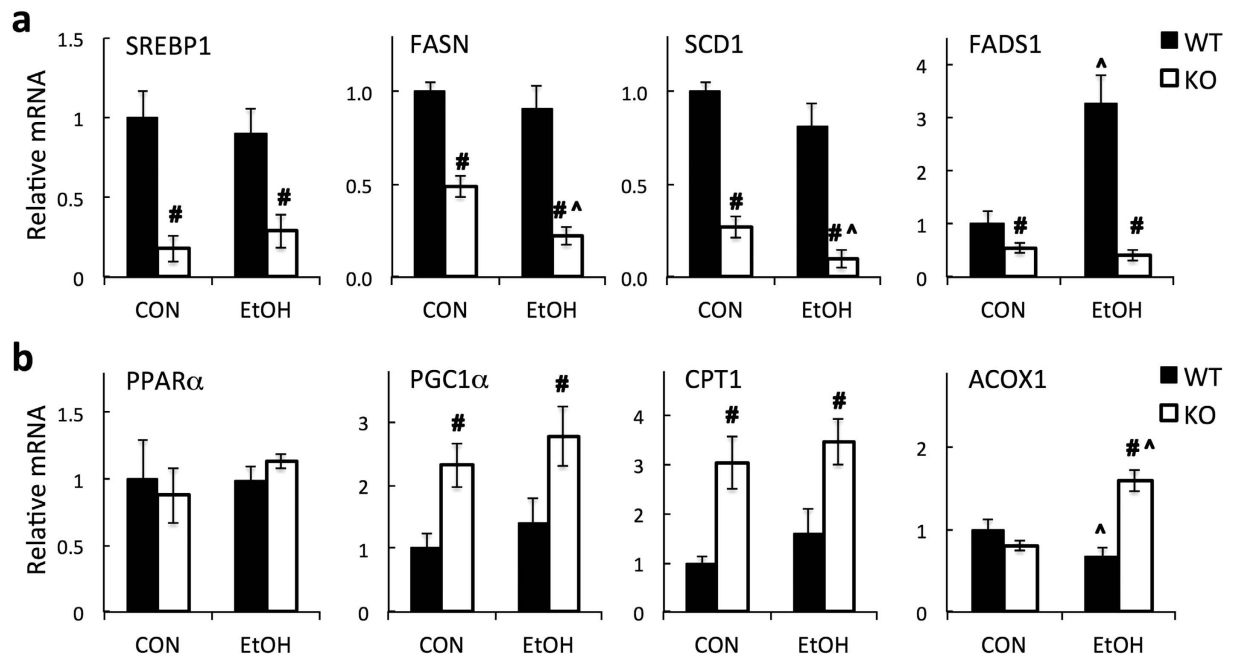 a
SREBP1 FASN SCD1 FADS1 WT KO
Relative mRNA
1.5 1 0.5 0
1.0 0.5 0.0
1.0 0.5 0.0
4 3 2 1 0
# # # # ^ # # ^ # ^ #
CON EtOH CON EtOH CON EtOH CON EtOH
b
PPARα PGC1α CPT1 ACOX1 WT KO
Relative mRNA
1.5 1 0.5 0
3 2 1 0
4 3 2 1 0
2 1 0
# # # # ^ # ^
CON EtOH CON EtOH CON EtOH CON EtOH